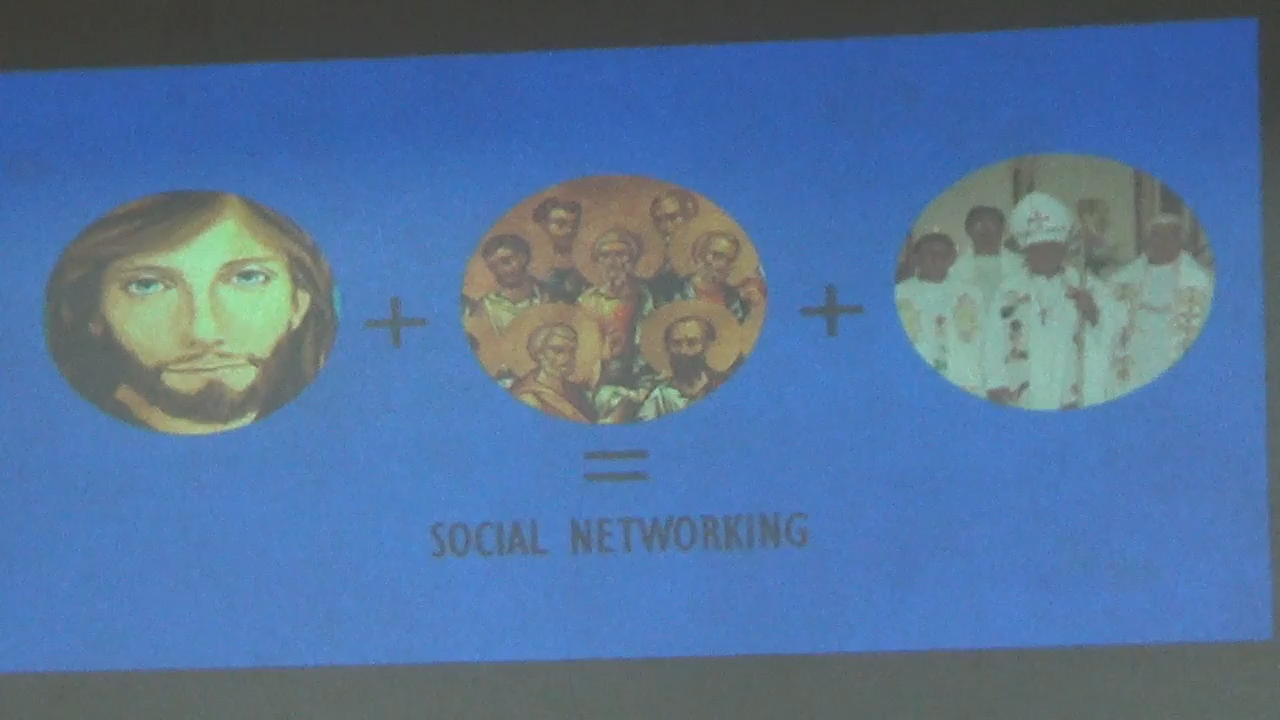 + +
=
SOCIAL NETWORKING